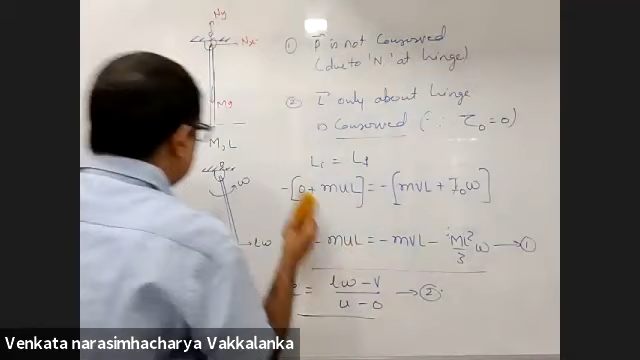 Ny
Nx
Mg
M, L
ω
Lω
① P is not Conserved
(due to 'N' at hinge)
② L only about hinge
is Conserved (∵ τ₀ = 0)
Lᵢ = L_f
-[0 + muL] = -[mvL + I₀ω]
- muL = - mvL - ML²/3 ω → ①
= Lω - v / u - 0 → ②
Venkata narasimhacharya Vakkalanka